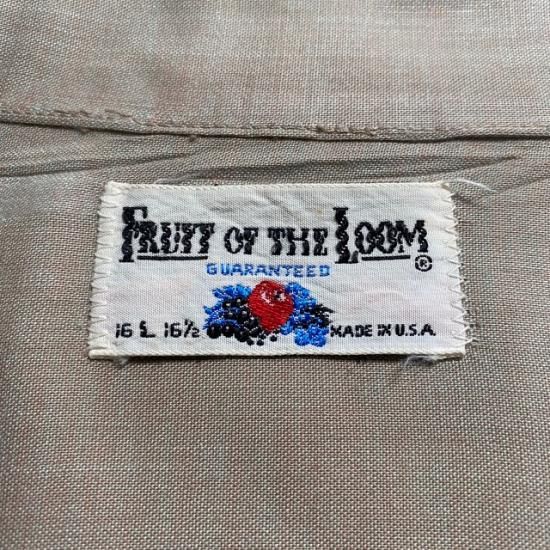 FRUIT OF THE LOOM ®
GUARANTEED
16 L 16½ MADE IN U.S.A.